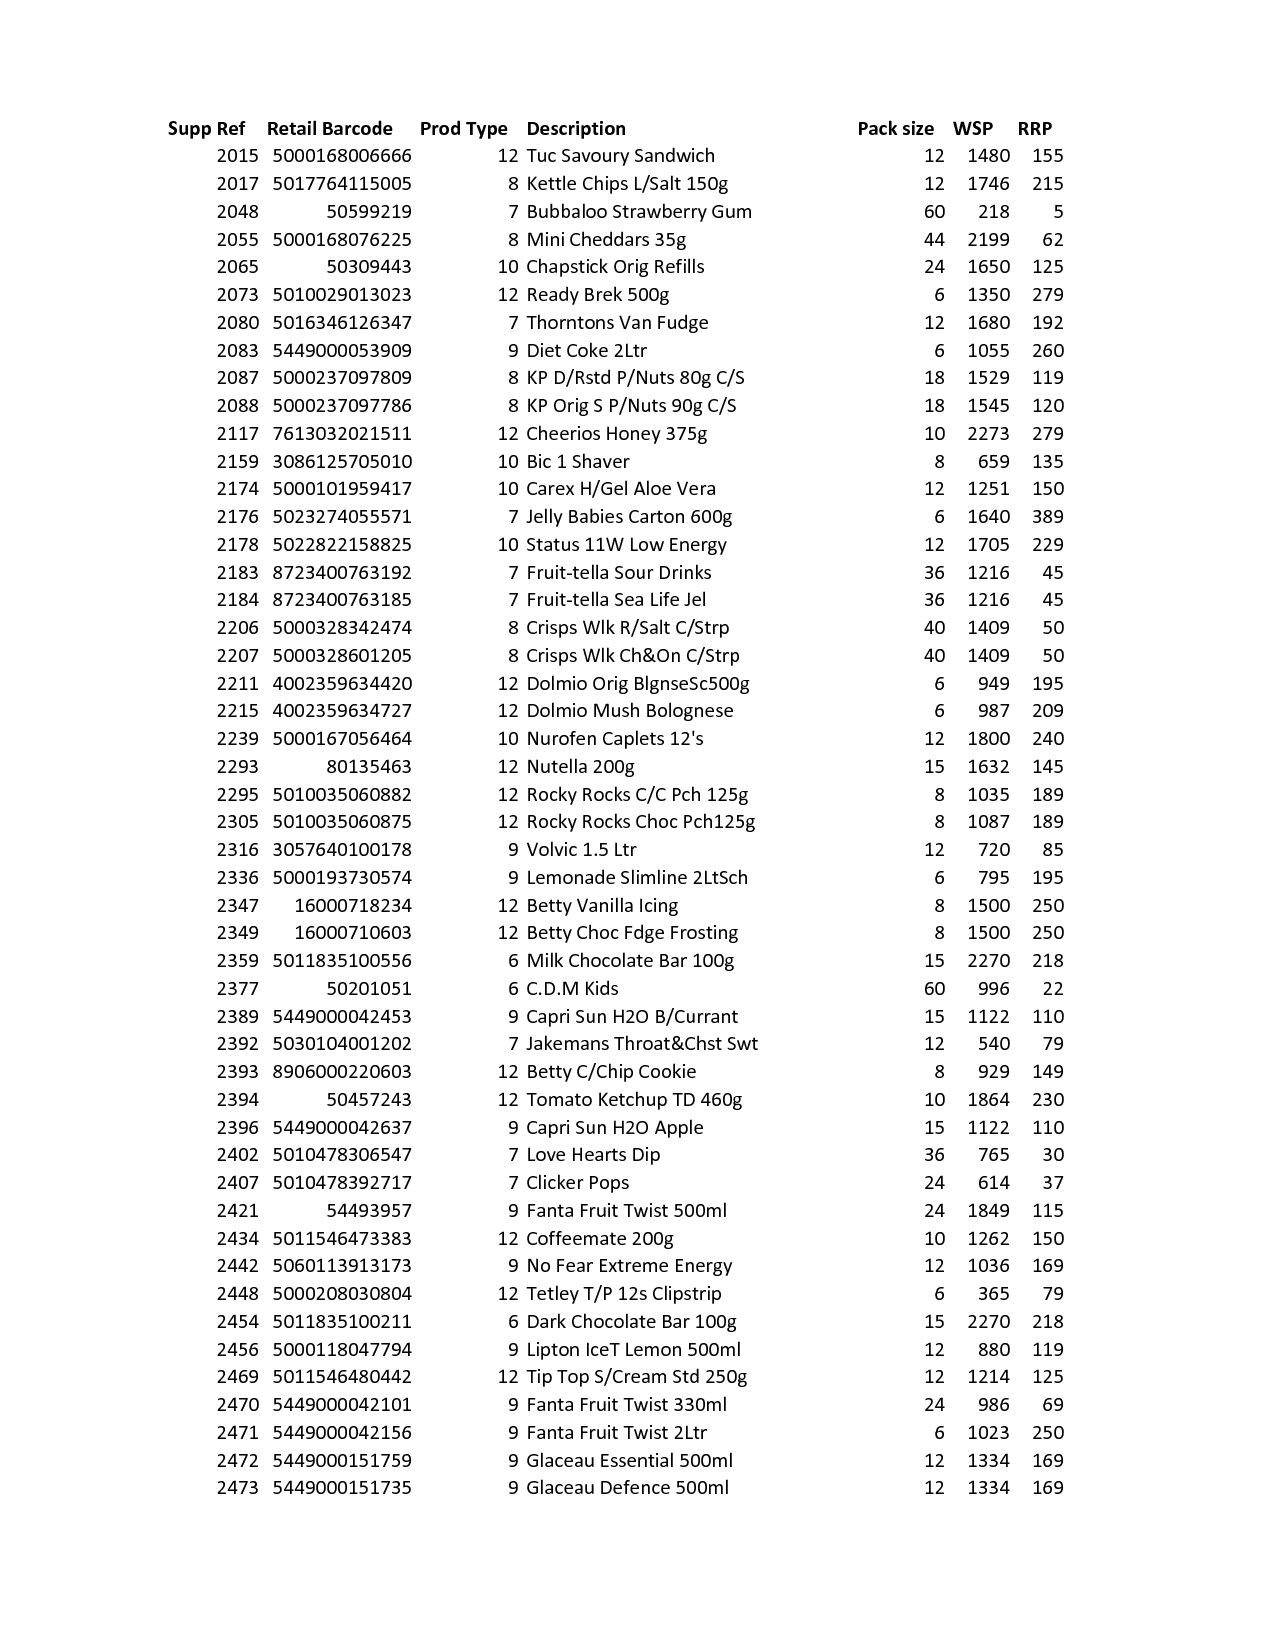 Supp Ref Retail Barcode Prod Type Description Pack size WSP RRP
2015 5000168006666 12 Tuc Savoury Sandwich 12 1480 155
2017 5017764115005 8 Kettle Chips L/Salt 150g 12 1746 215
2048 50599219 7 Bubbaloo Strawberry Gum 60 218 5
2055 5000168076225 8 Mini Cheddars 35g 44 2199 62
2065 50309443 10 Chapstick Orig Refills 24 1650 125
2073 5010029013023 12 Ready Brek 500g 6 1350 279
2080 5016346126347 7 Thorntons Van Fudge 12 1680 192
2083 5449000053909 9 Diet Coke 2Ltr 6 1055 260
2087 5000237097809 8 KP D/Rstd P/Nuts 80g C/S 18 1529 119
2088 5000237097786 8 KP Orig S P/Nuts 90g C/S 18 1545 120
2117 7613032021511 12 Cheerios Honey 375g 10 2273 279
2159 3086125705010 10 Bic 1 Shaver 8 659 135
2174 5000101959417 10 Carex H/Gel Aloe Vera 12 1251 150
2176 5023274055571 7 Jelly Babies Carton 600g 6 1640 389
2178 5022822158825 10 Status 11W Low Energy 12 1705 229
2183 8723400763192 7 Fruit-tella Sour Drinks 36 1216 45
2184 8723400763185 7 Fruit-tella Sea Life Jel 36 1216 45
2206 5000328342474 8 Crisps Wlk R/Salt C/Strp 40 1409 50
2207 5000328601205 8 Crisps Wlk Ch&On C/Strp 40 1409 50
2211 4002359634420 12 Dolmio Orig BlgnseSc500g 6 949 195
2215 4002359634727 12 Dolmio Mush Bolognese 6 987 209
2239 5000167056464 10 Nurofen Caplets 12's 12 1800 240
2293 80135463 12 Nutella 200g 15 1632 145
2295 5010035060882 12 Rocky Rocks C/C Pch 125g 8 1035 189
2305 5010035060875 12 Rocky Rocks Choc Pch125g 8 1087 189
2316 3057640100178 9 Volvic 1.5 Ltr 12 720 85
2336 5000193730574 9 Lemonade Slimline 2LtSch 6 795 195
2347 16000718234 12 Betty Vanilla Icing 8 1500 250
2349 16000710603 12 Betty Choc Fdge Frosting 8 1500 250
2359 5011835100556 6 Milk Chocolate Bar 100g 15 2270 218
2377 50201051 6 C.D.M Kids 60 996 22
2389 5449000042453 9 Capri Sun H2O B/Currant 15 1122 110
2392 5030104001202 7 Jakemans Throat&Chst Swt 12 540 79
2393 8906000220603 12 Betty C/Chip Cookie 8 929 149
2394 50457243 12 Tomato Ketchup TD 460g 10 1864 230
2396 5449000042637 9 Capri Sun H2O Apple 15 1122 110
2402 5010478306547 7 Love Hearts Dip 36 765 30
2407 5010478392717 7 Clicker Pops 24 614 37
2421 54493957 9 Fanta Fruit Twist 500ml 24 1849 115
2434 5011546473383 12 Coffeemate 200g 10 1262 150
2442 5060113913173 9 No Fear Extreme Energy 12 1036 169
2448 5000208030804 12 Tetley T/P 12s Clipstrip 6 365 79
2454 5011835100211 6 Dark Chocolate Bar 100g 15 2270 218
2456 5000118047794 9 Lipton IceT Lemon 500ml 12 880 119
2469 5011546480442 12 Tip Top S/Cream Std 250g 12 1214 125
2470 5449000042101 9 Fanta Fruit Twist 330ml 24 986 69
2471 5449000042156 9 Fanta Fruit Twist 2Ltr 6 1023 250
2472 5449000151759 9 Glaceau Essential 500ml 12 1334 169
2473 5449000151735 9 Glaceau Defence 500ml 12 1334 169